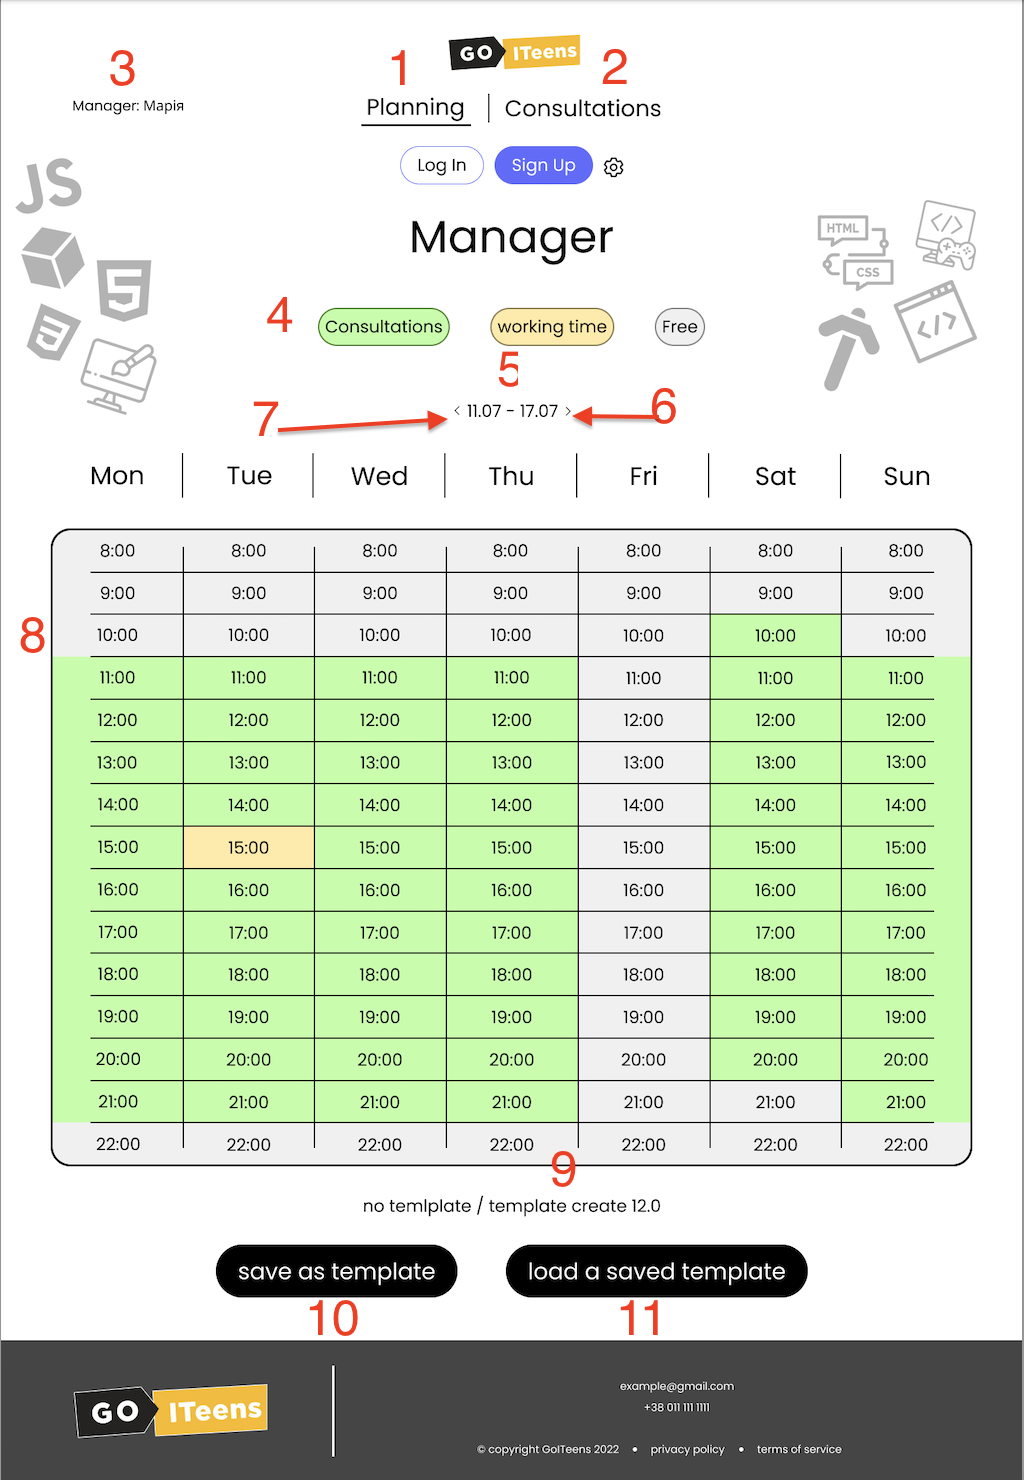 GO ITeens
3 1 2
Manager: Марія
Planning Consultations
Log In Sign Up
JS
Manager
HTML
CSS
</>
</>
4 Consultations working time Free
5
7 < 11.07 - 17.07 > 6
Mon Tue Wed Thu Fri Sat Sun
8:00 8:00 8:00 8:00 8:00 8:00 8:00
9:00 9:00 9:00 9:00 9:00 9:00 9:00
8 10:00 10:00 10:00 10:00 10:00 10:00 10:00
11:00 11:00 11:00 11:00 11:00 11:00 11:00
12:00 12:00 12:00 12:00 12:00 12:00 12:00
13:00 13:00 13:00 13:00 13:00 13:00 13:00
14:00 14:00 14:00 14:00 14:00 14:00 14:00
15:00 15:00 15:00 15:00 15:00 15:00 15:00
16:00 16:00 16:00 16:00 16:00 16:00 16:00
17:00 17:00 17:00 17:00 17:00 17:00 17:00
18:00 18:00 18:00 18:00 18:00 18:00 18:00
19:00 19:00 19:00 19:00 19:00 19:00 19:00
20:00 20:00 20:00 20:00 20:00 20:00 20:00
21:00 21:00 21:00 21:00 21:00 21:00 21:00
22:00 22:00 22:00 22:00 22:00 22:00 22:00
9
no temlplate / template create 12.0
save as template load a saved template
10 11
GO ITeens
example@gmail.com
+38 011 111 1111
© copyright GoITeens 2022 • privacy policy • terms of service